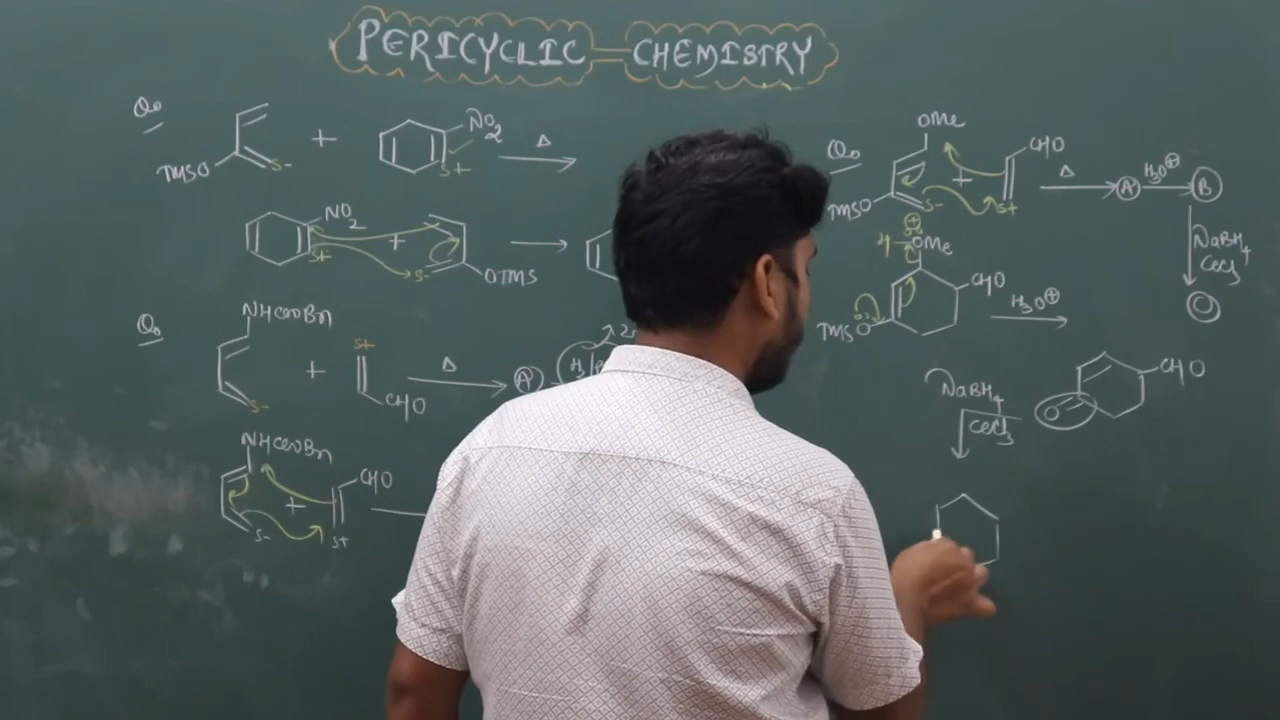 PERICYCLIC — CHEMISTRY
Q.
TMSO
S-
+
NO2
S+
Δ
NO2
S+
+
S-
OTMS
Q.
NHCOOBn
S-
+
S+
CHO
Δ
A
H2
NHCOOBn
S-
+
CHO
S+
Q.
OMe
TMSO
S-
+
CHO
S+
Δ
A
H3O⊕
B
NaBH4
CeCl3
C
H
⊕
OMe
CHO
TMSO
H3O⊕
O
CHO
NaBH4
CeCl3